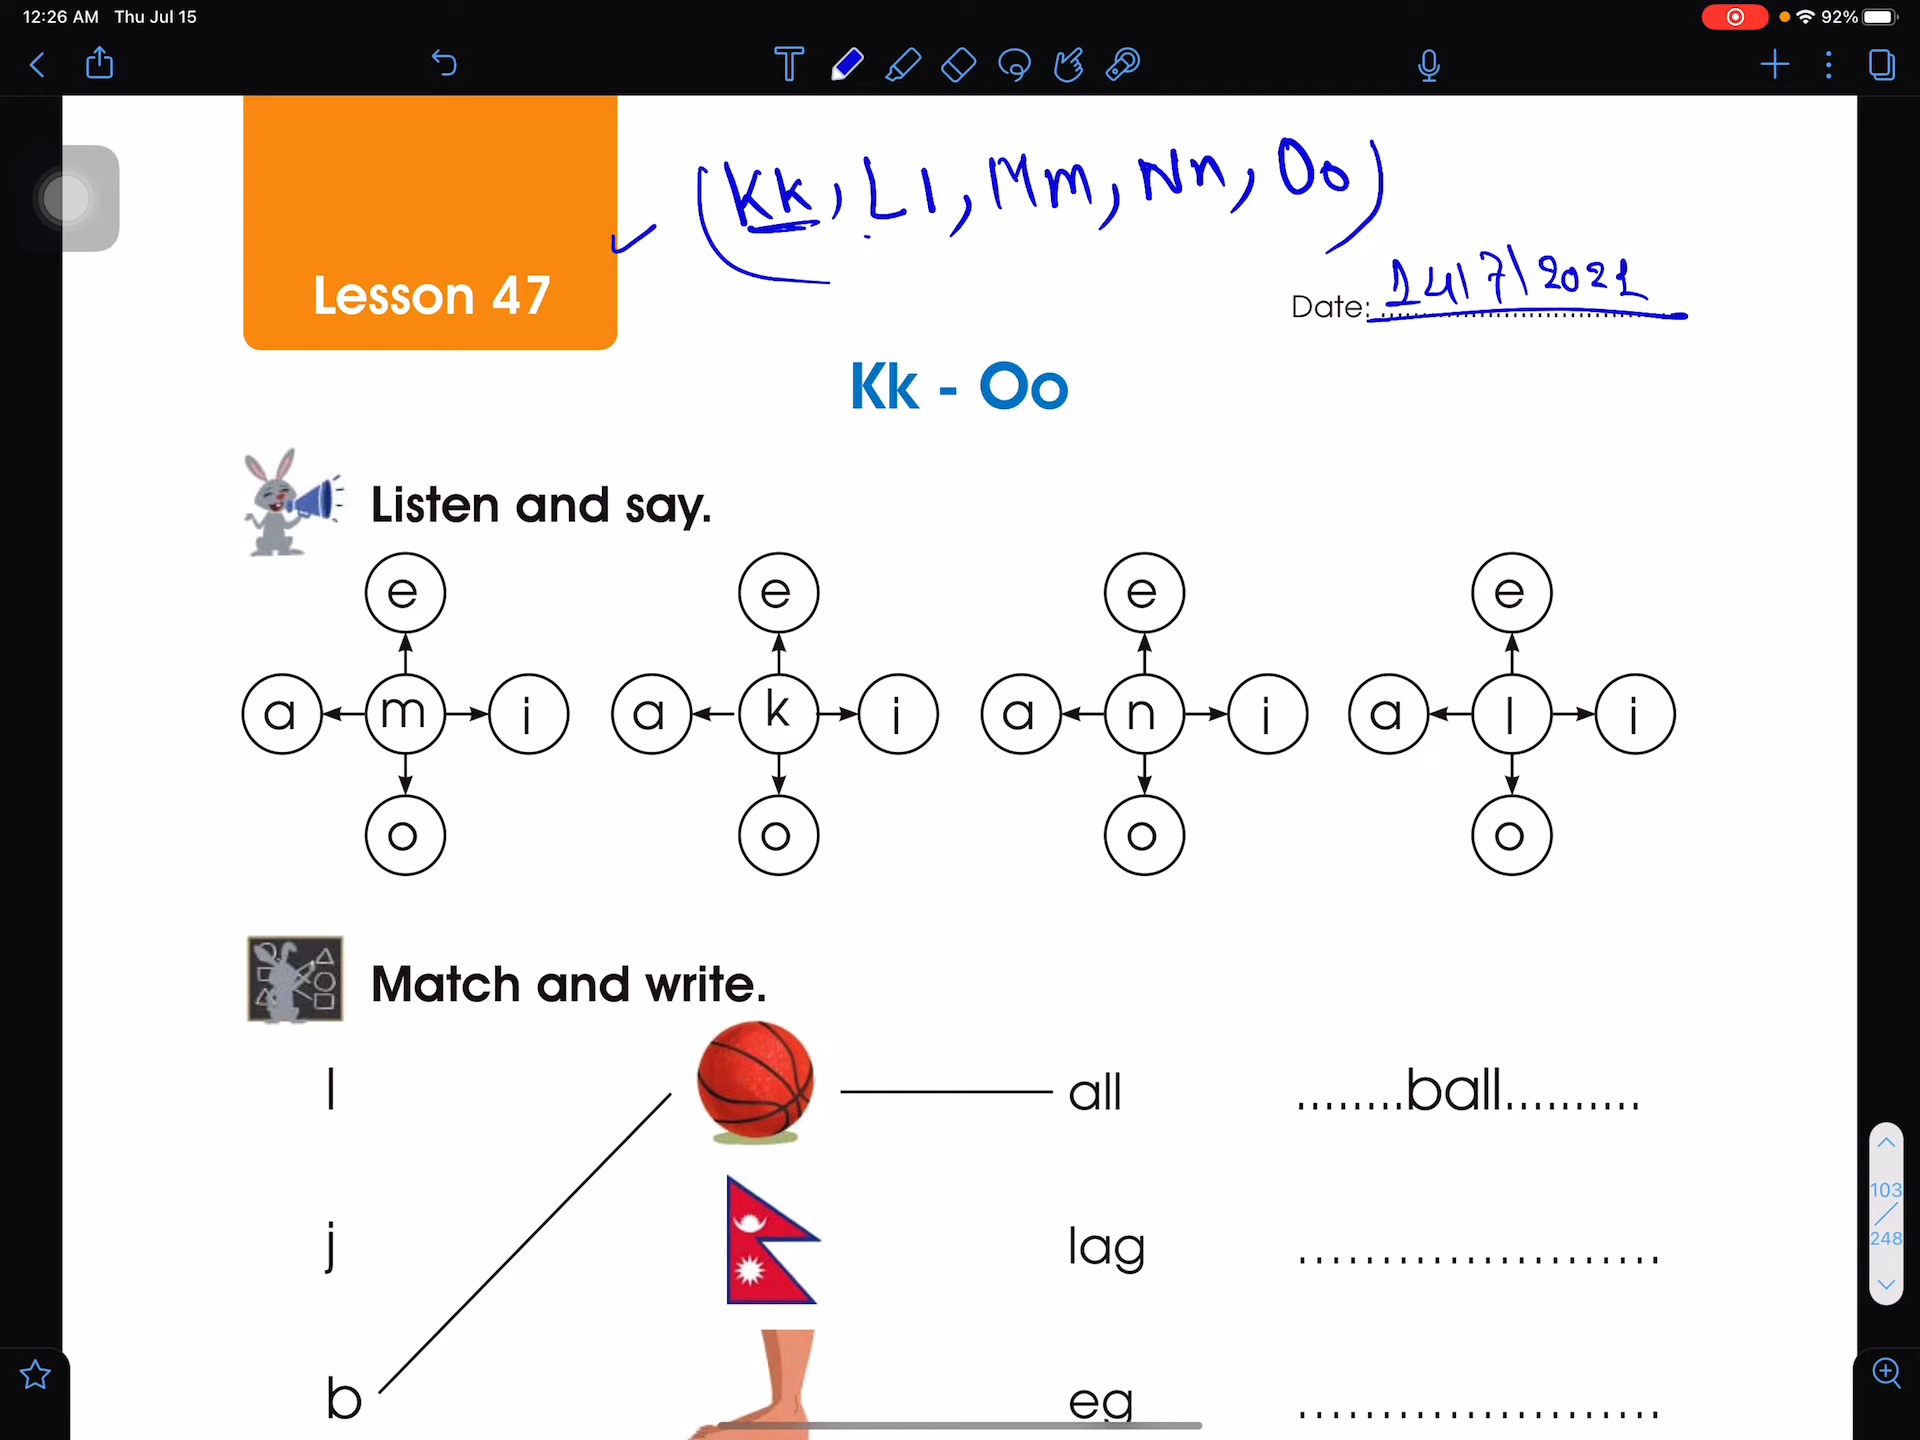 12:26 AM Thu Jul 15
92%
(Kk, Ll, Mm, Nn, Oo)
Lesson 47
Date: 14/7/2021
Kk - Oo
Listen and say.
e e e e
a m i a k i a n i a l i
o o o o
Match and write.
l all ........ball..........
j lag ......................
b eg ......................
103
248